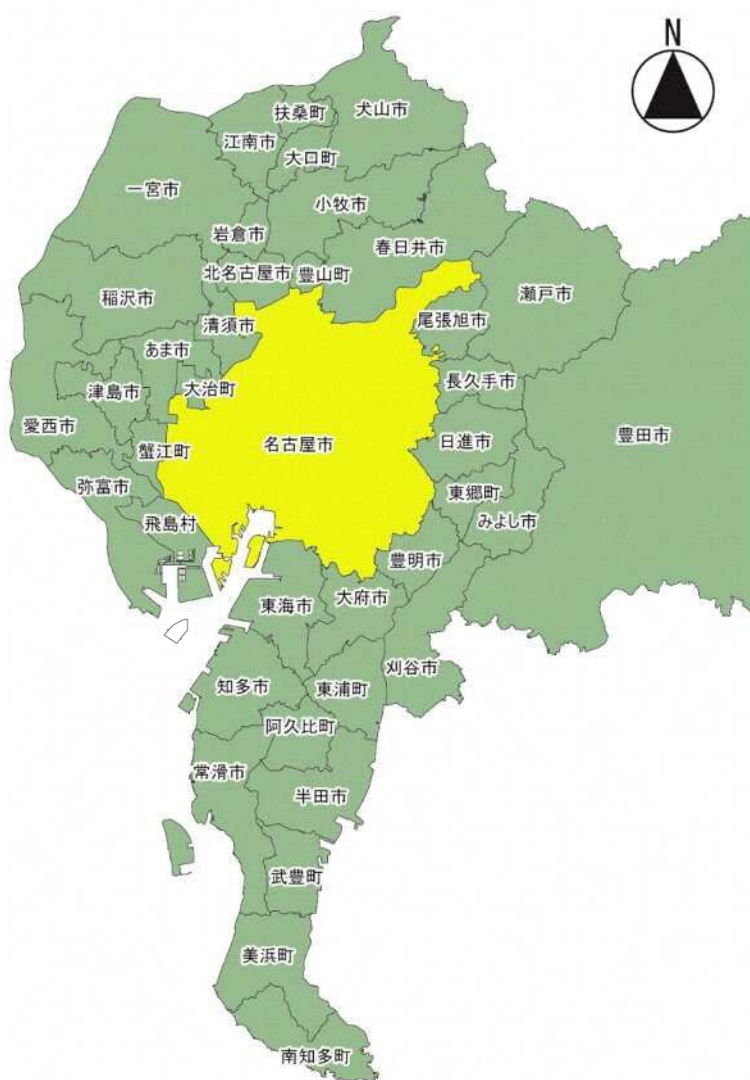 N
扶桑町
犬山市
江南市
大口町
一宮市
小牧市
岩倉市
春日井市
北名古屋市
豊山町
稲沢市
瀬戸市
清須市
尾張旭市
あま市
長久手市
津島市
大治町
愛西市
名古屋市
日進市
豊田市
蟹江町
弥富市
東郷町
飛島村
みよし市
豊明市
東海市
大府市
刈谷市
知多市
東浦町
阿久比町
常滑市
半田市
武豊町
美浜町
南知多町